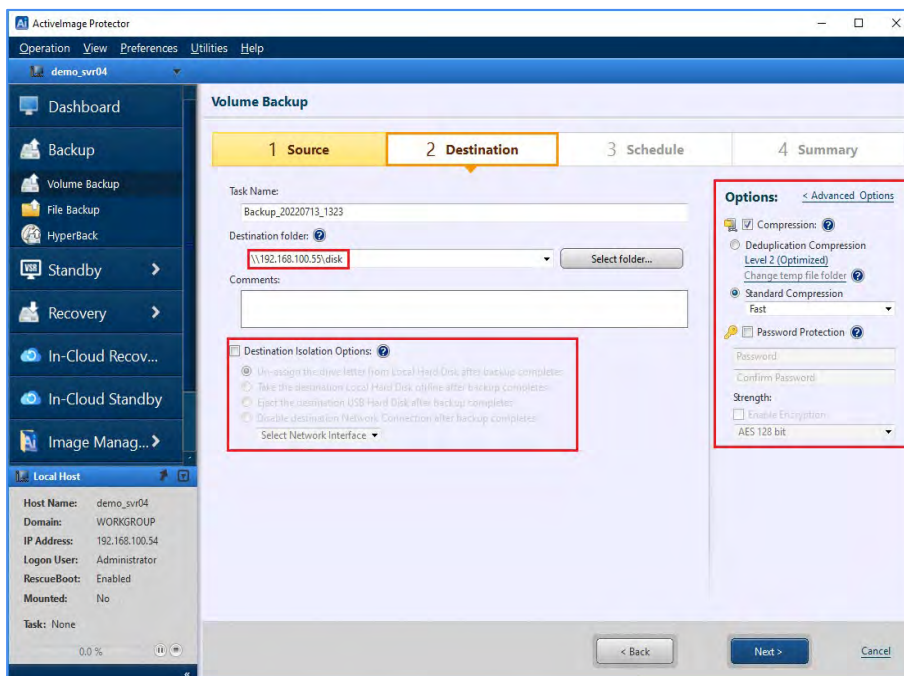 ActiveImage Protector
Operation View Preferences Utilities Help
demo_svr04
Dashboard
Backup
Volume Backup
File Backup
HyperBack
Standby
Recovery
In-Cloud Recov...
In-Cloud Standby
Image Manag...
Local Host
Host Name: demo_svr04
Domain: WORKGROUP
IP Address: 192.168.100.54
Logon User: Administrator
RescueBoot: Enabled
Mounted: No
Task: None
0.0 %
Volume Backup
1 Source
2 Destination
3 Schedule
4 Summary
Task Name:
Backup_20220713_1323
Destination folder:
\\192.168.100.55\disk
Select folder...
Comments:
Destination Isolation Options:
Un-assign the drive letter from Local Hard Disk after backup completes
Take the destination Local Hard Disk offline after backup completes
Eject the destination USB Hard Disk after backup completes
Disable destination Network Connection after backup completes
Select Network Interface
Options: < Advanced Options
Compression:
Deduplication Compression
Level 2 (Optimized)
Change temp file folder
Standard Compression
Fast
Password Protection
Password
Confirm Password
Strength:
Enable Encryption
AES 128 bit
< Back
Next >
Cancel